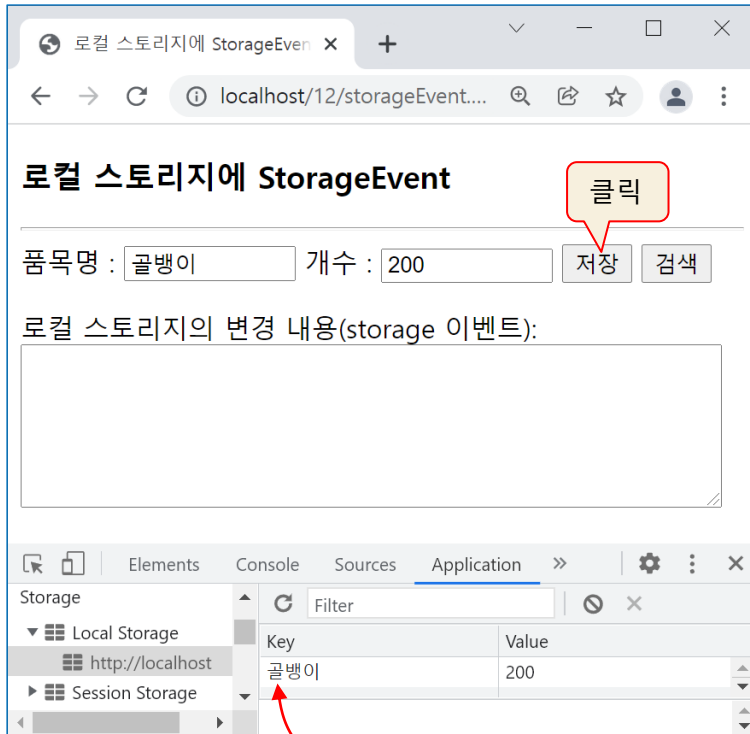 로컬 스토리지에 StorageEven
localhost/12/storageEvent....
로컬 스토리지에 StorageEvent
클릭
품목명 : 골뱅이 개수 : 200 저장 검색
로컬 스토리지의 변경 내용(storage 이벤트):
Elements Console Sources Application »
Storage
Filter
Local Storage
Key Value
http://localhost
골뱅이 200
Session Storage